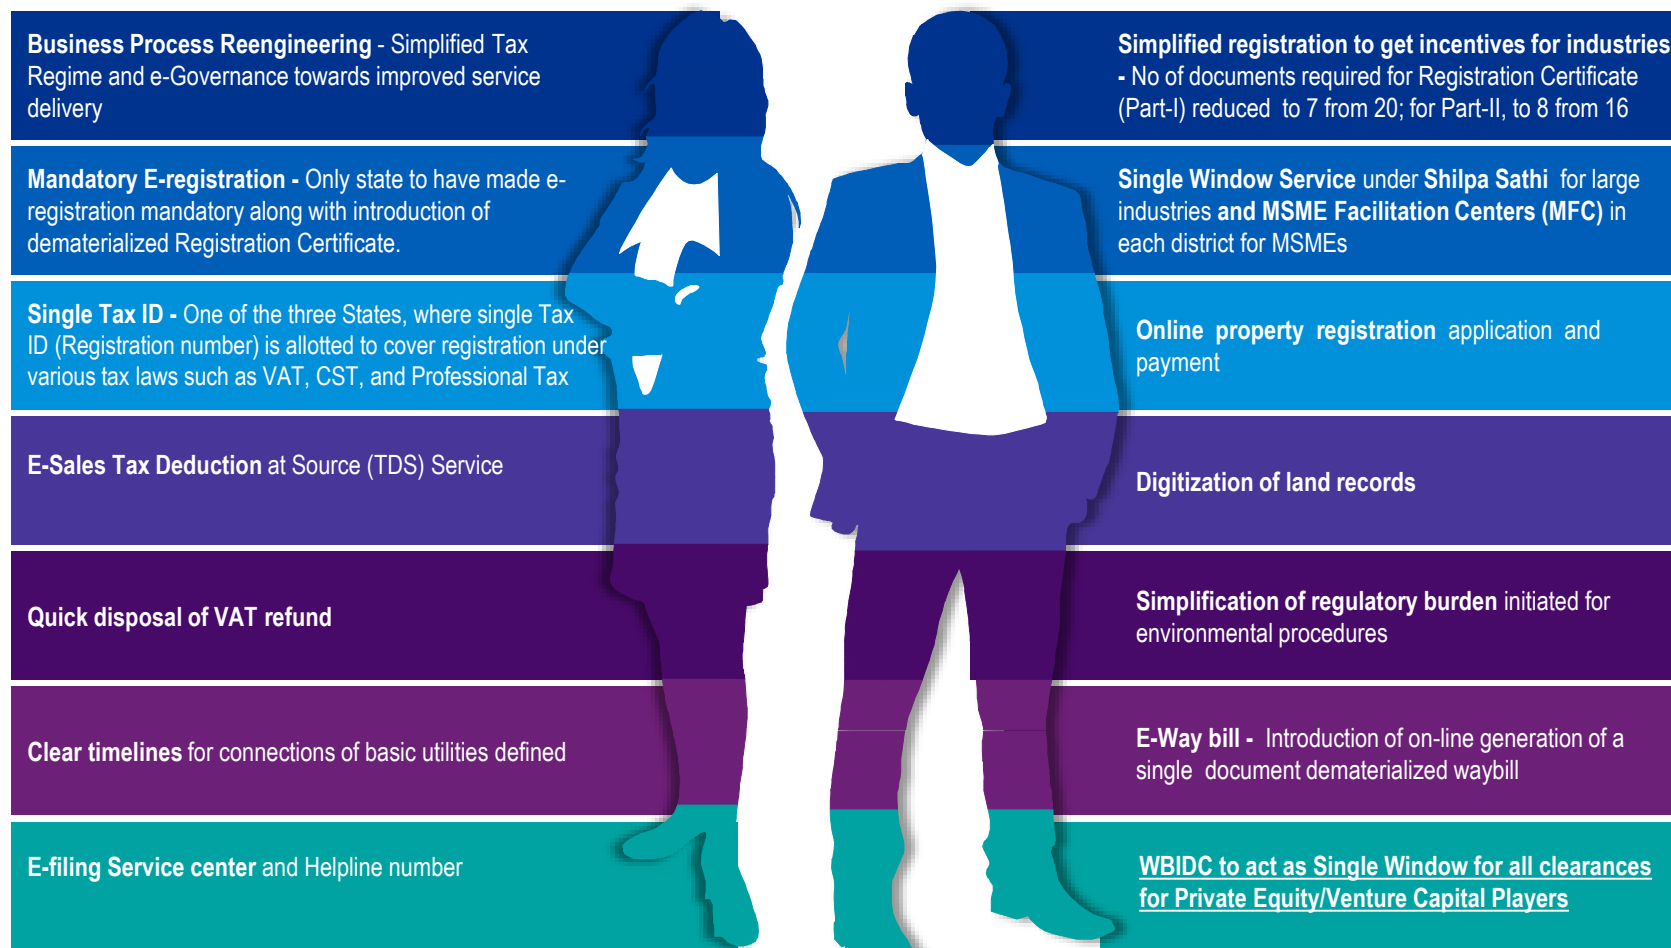 Business Process Reengineering - Simplified Tax
Regime and e-Governance towards improved service
delivery
Mandatory E-registration - Only state to have made e-
registration mandatory along with introduction of
dematerialized Registration Certificate.
Single Tax ID - One of the three States, where single Tax
ID (Registration number) is allotted to cover registration under
various tax laws such as VAT, CST, and Professional Tax
E-Sales Tax Deduction at Source (TDS) Service
Quick disposal of VAT refund
Clear timelines for connections of basic utilities defined
E-filing Service center and Helpline number
Simplified registration to get incentives for industries
- No of documents required for Registration Certificate
(Part-I) reduced to 7 from 20; for Part-II, to 8 from 16
Single Window Service under Shilpa Sathi for large
industries and MSME Facilitation Centers (MFC) in
each district for MSMEs
Online property registration application and
payment
Digitization of land records
Simplification of regulatory burden initiated for
environmental procedures
E-Way bill - Introduction of on-line generation of a
single document dematerialized waybill
WBIDC to act as Single Window for all clearances
for Private Equity/Venture Capital Players